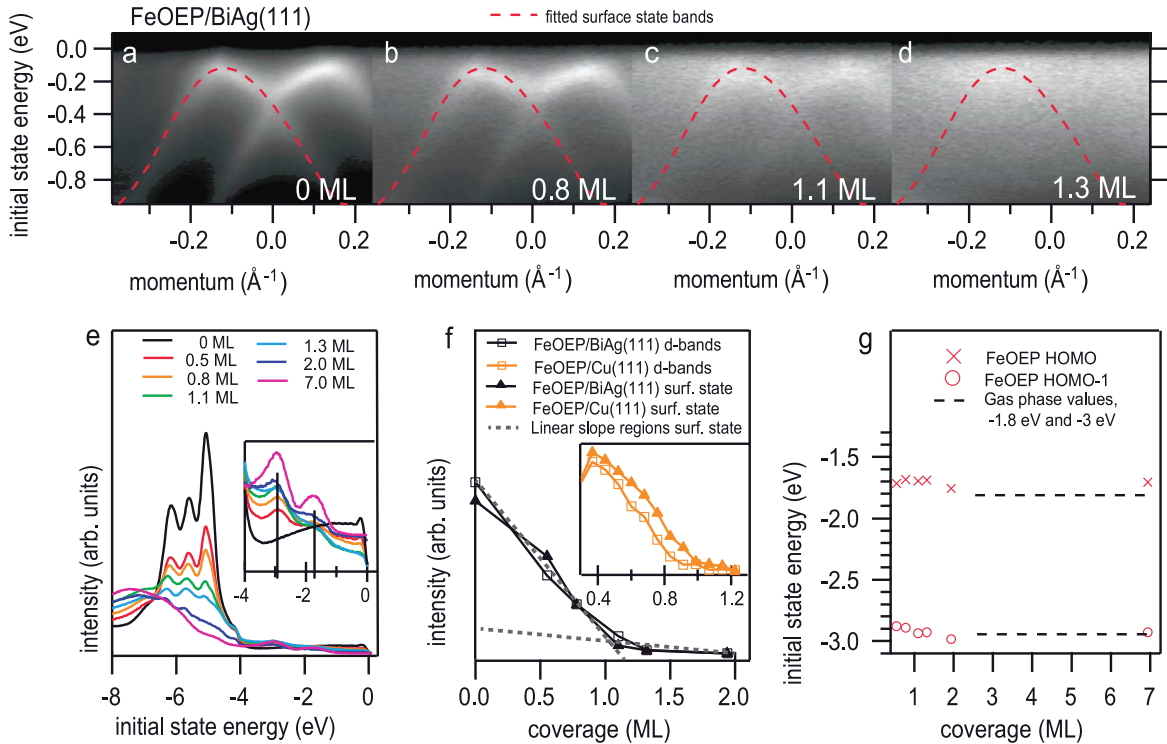 FeOEP/BiAg(111)
fitted surface state bands
initial state energy (eV)
0.0
-0.2
-0.4
-0.6
-0.8
a
0 ML
b
0.8 ML
c
1.1 ML
d
1.3 ML
-0.2 0.0 0.2
-0.2 0.0 0.2
-0.2 0.0 0.2
-0.2 0.0 0.2
momentum (Å⁻¹)
momentum (Å⁻¹)
momentum (Å⁻¹)
momentum (Å⁻¹)
e
0 ML
0.5 ML
0.8 ML
1.1 ML
1.3 ML
2.0 ML
7.0 ML
intensity (arb. units)
-4 -2 0
-8 -6 -4 -2 0
initial state energy (eV)
f
FeOEP/BiAg(111) d-bands
FeOEP/Cu(111) d-bands
FeOEP/BiAg(111) surf. state
FeOEP/Cu(111) surf. state
Linear slope regions surf. state
intensity (arb. units)
0.4 0.8 1.2
0.0 0.5 1.0 1.5 2.0
coverage (ML)
g
FeOEP HOMO
FeOEP HOMO-1
Gas phase values,
-1.8 eV and -3 eV
initial state energy (eV)
-1.5
-2.0
-2.5
-3.0
1 2 3 4 5 6 7
coverage (ML)